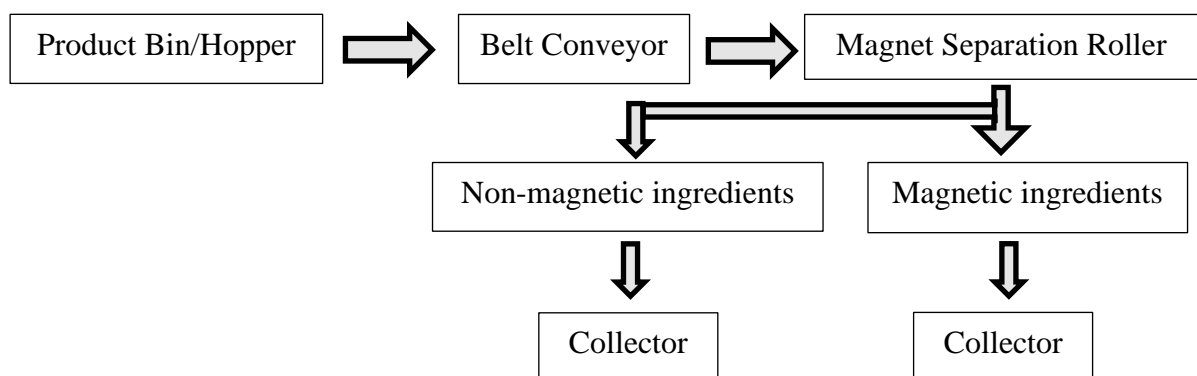 Product Bin/Hopper
Belt Conveyor
Magnet Separation Roller
Non-magnetic ingredients
Magnetic ingredients
Collector
Collector